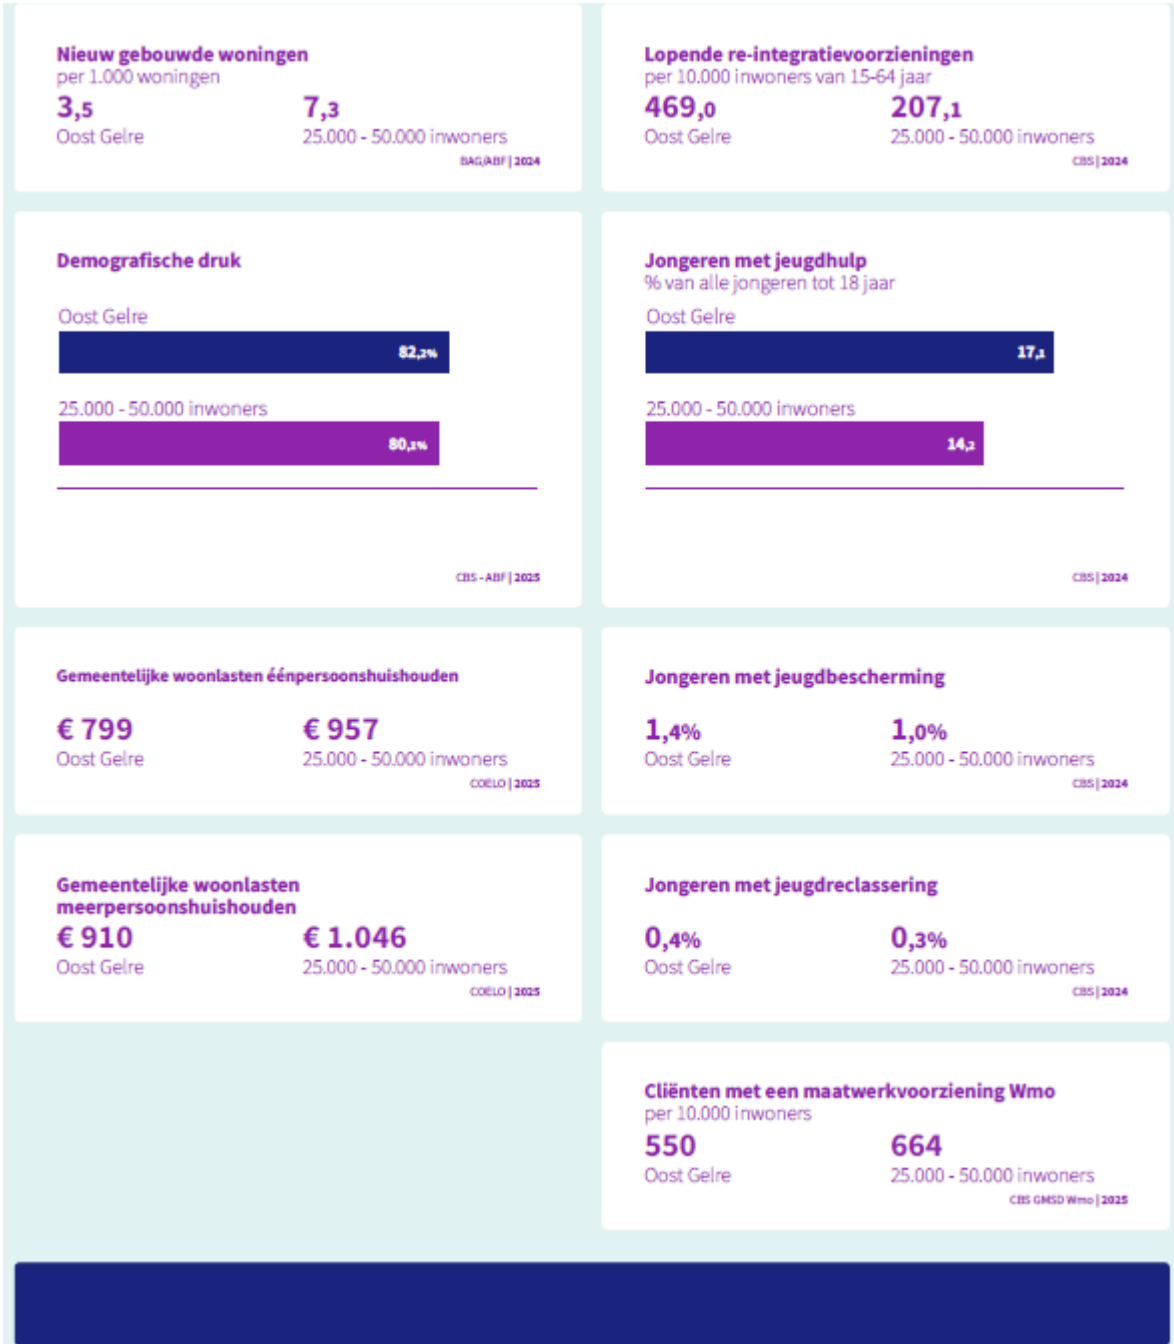 Nieuw gebouwde woningen
per 1.000 woningen
3,5 7,3
Oost Gelre 25.000 - 50.000 inwoners
BAG/ABF | 2024
Lopende re-integratievoorzieningen
per 10.000 inwoners van 15-64 jaar
469,0 207,1
Oost Gelre 25.000 - 50.000 inwoners
CBS | 2024
Demografische druk
Oost Gelre
82,2%
25.000 - 50.000 inwoners
80,1%
CBS - ABF | 2025
Jongeren met jeugdhulp
% van alle jongeren tot 18 jaar
Oost Gelre
17,1
25.000 - 50.000 inwoners
14,2
CBS | 2024
Gemeentelijke woonlasten éénpersoonshuishouden
€ 799 € 957
Oost Gelre 25.000 - 50.000 inwoners
COELO | 2025
Jongeren met jeugdbescherming
1,4% 1,0%
Oost Gelre 25.000 - 50.000 inwoners
CBS | 2024
Gemeentelijke woonlasten
meerpersoonshuishouden
€ 910 € 1.046
Oost Gelre 25.000 - 50.000 inwoners
COELO | 2025
Jongeren met jeugdreclassering
0,4% 0,3%
Oost Gelre 25.000 - 50.000 inwoners
CBS | 2024
Cliënten met een maatwerkvoorziening Wmo
per 10.000 inwoners
550 664
Oost Gelre 25.000 - 50.000 inwoners
CBS GMSD Wmo | 2025